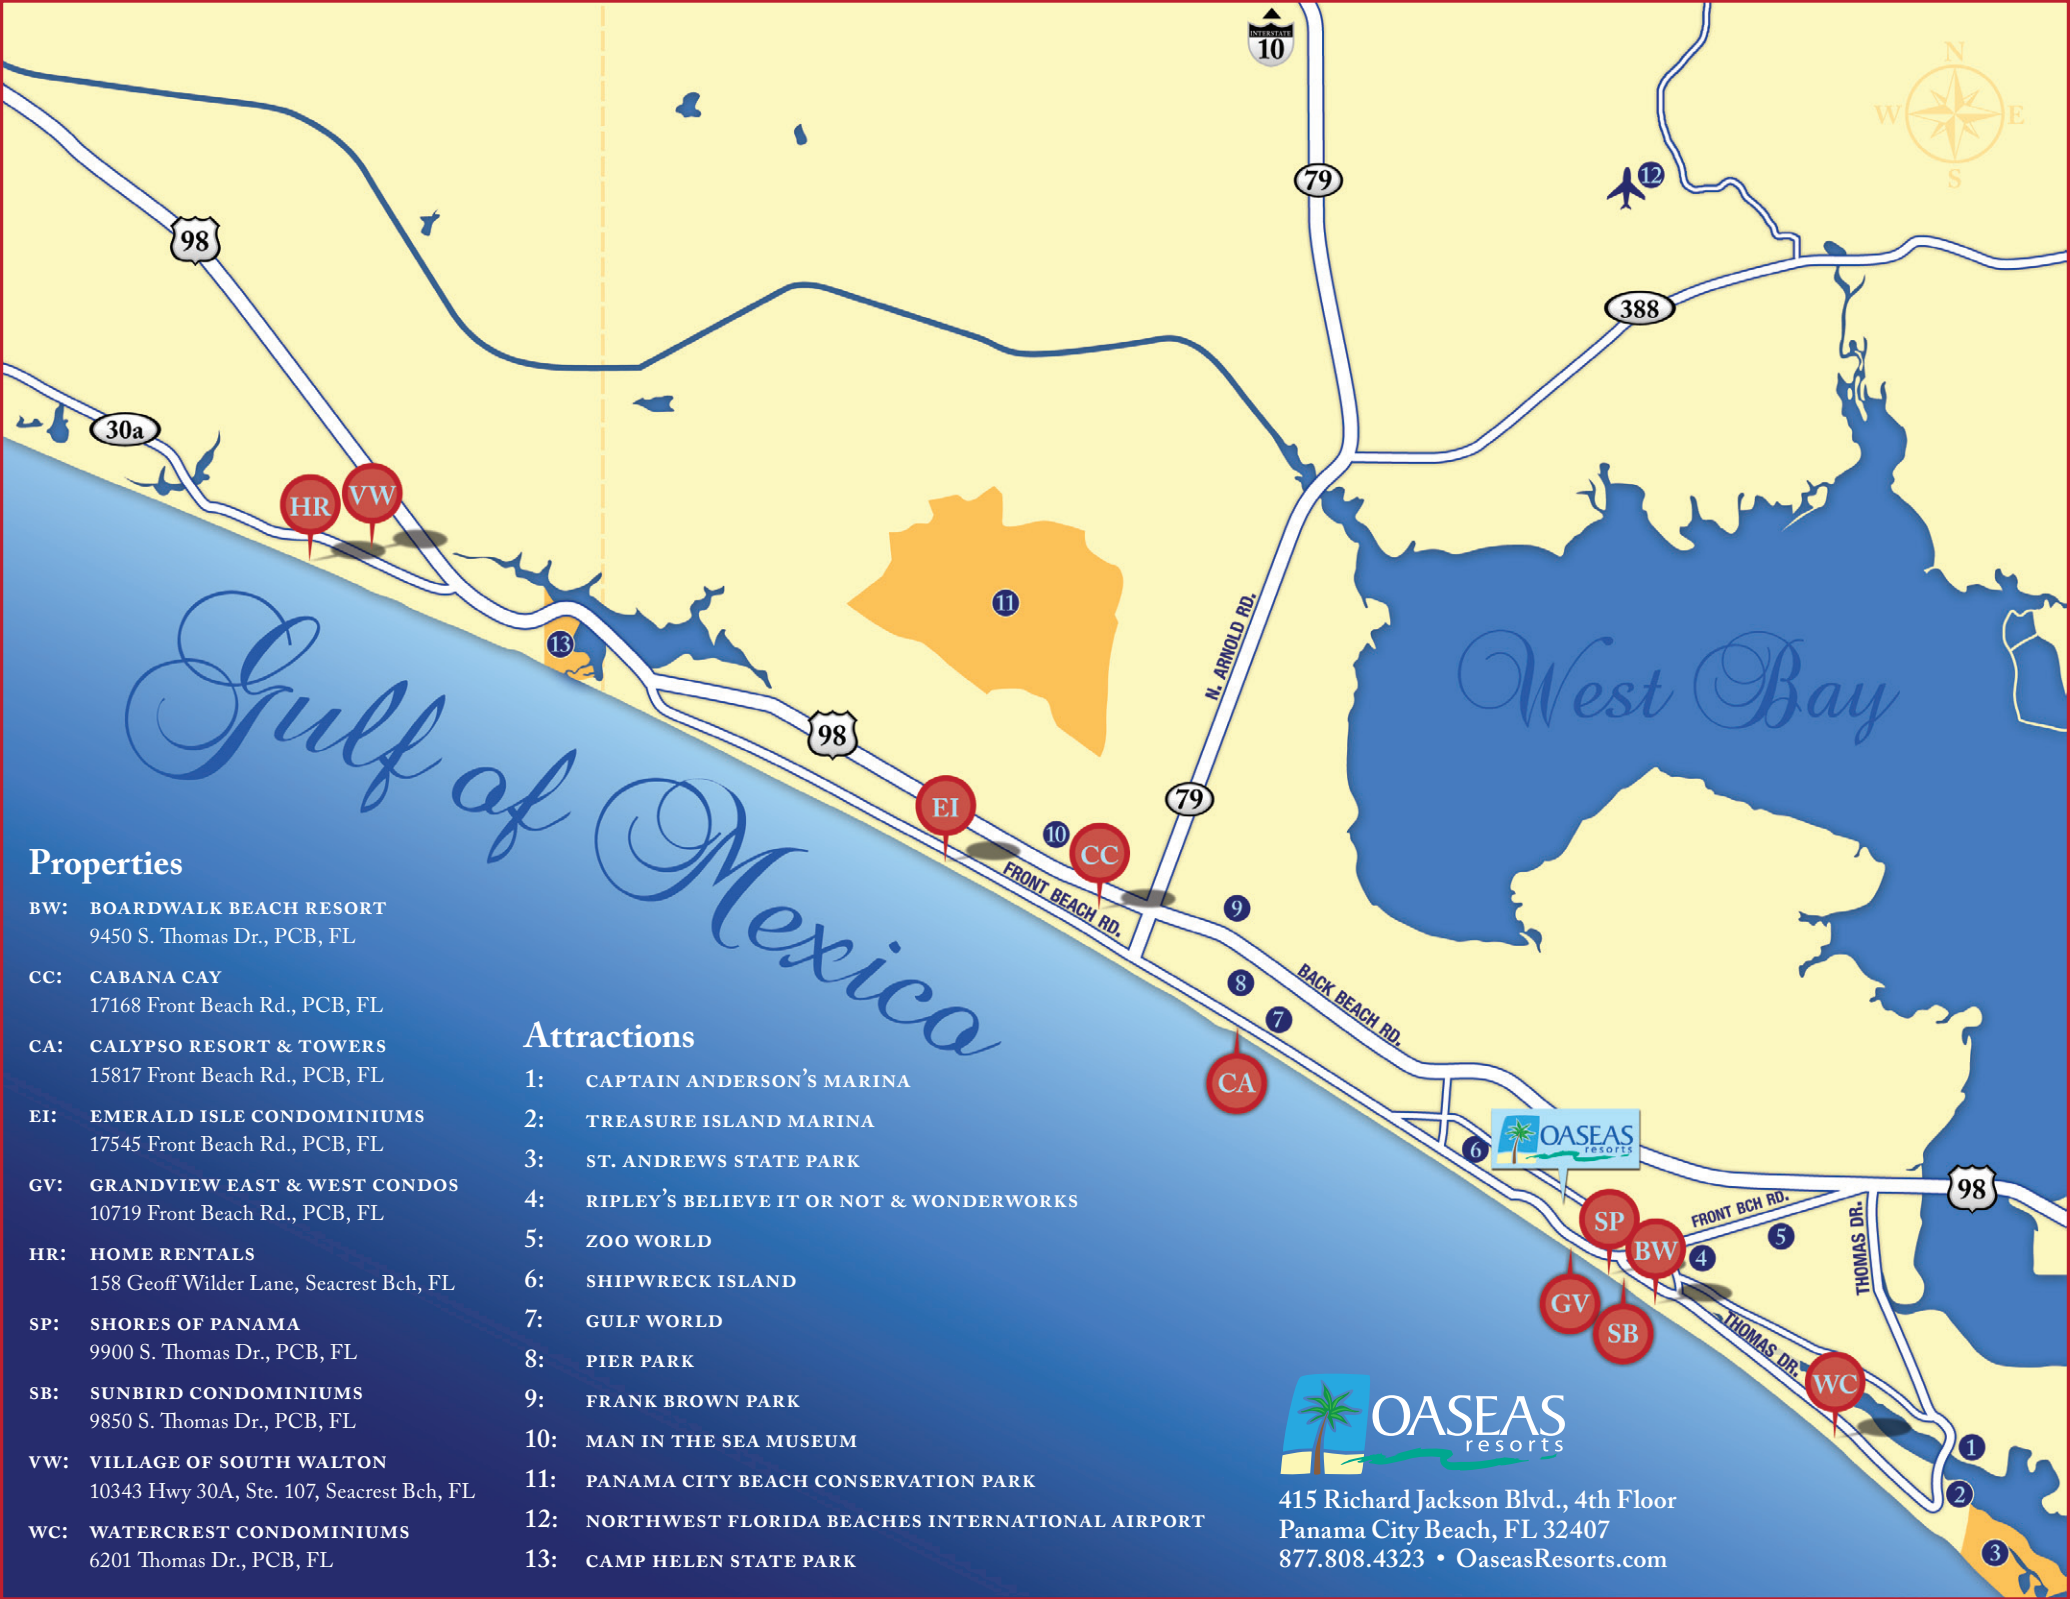 INTERSTATE
10
N
W
E
S
79
12
98
388
30a
HR
VW
11
13
N. ARNOLD RD.
West Bay
Gulf of Mexico
98
EI
79
10
CC
FRONT BEACH RD.
9
8
BACK BEACH RD.
7
CA
OASEAS
resorts
6
98
SP
FRONT BCH RD.
5
BW
4
THOMAS DR.
GV
SB
THOMAS DR.
WC
1
2
3
Properties
BW: BOARDWALK BEACH RESORT
9450 S. Thomas Dr., PCB, FL
CC: CABANA CAY
17168 Front Beach Rd., PCB, FL
CA: CALYPSO RESORT & TOWERS
15817 Front Beach Rd., PCB, FL
EI: EMERALD ISLE CONDOMINIUMS
17545 Front Beach Rd., PCB, FL
GV: GRANDVIEW EAST & WEST CONDOS
10719 Front Beach Rd., PCB, FL
HR: HOME RENTALS
158 Geoff Wilder Lane, Seacrest Bch, FL
SP: SHORES OF PANAMA
9900 S. Thomas Dr., PCB, FL
SB: SUNBIRD CONDOMINIUMS
9850 S. Thomas Dr., PCB, FL
VW: VILLAGE OF SOUTH WALTON
10343 Hwy 30A, Ste. 107, Seacrest Bch, FL
WC: WATERCREST CONDOMINIUMS
6201 Thomas Dr., PCB, FL
Attractions
1: CAPTAIN ANDERSON'S MARINA
2: TREASURE ISLAND MARINA
3: ST. ANDREWS STATE PARK
4: RIPLEY'S BELIEVE IT OR NOT & WONDERWORKS
5: ZOO WORLD
6: SHIPWRECK ISLAND
7: GULF WORLD
8: PIER PARK
9: FRANK BROWN PARK
10: MAN IN THE SEA MUSEUM
11: PANAMA CITY BEACH CONSERVATION PARK
12: NORTHWEST FLORIDA BEACHES INTERNATIONAL AIRPORT
13: CAMP HELEN STATE PARK
OASEAS
resorts
415 Richard Jackson Blvd., 4th Floor
Panama City Beach, FL 32407
877.808.4323 • OaseasResorts.com